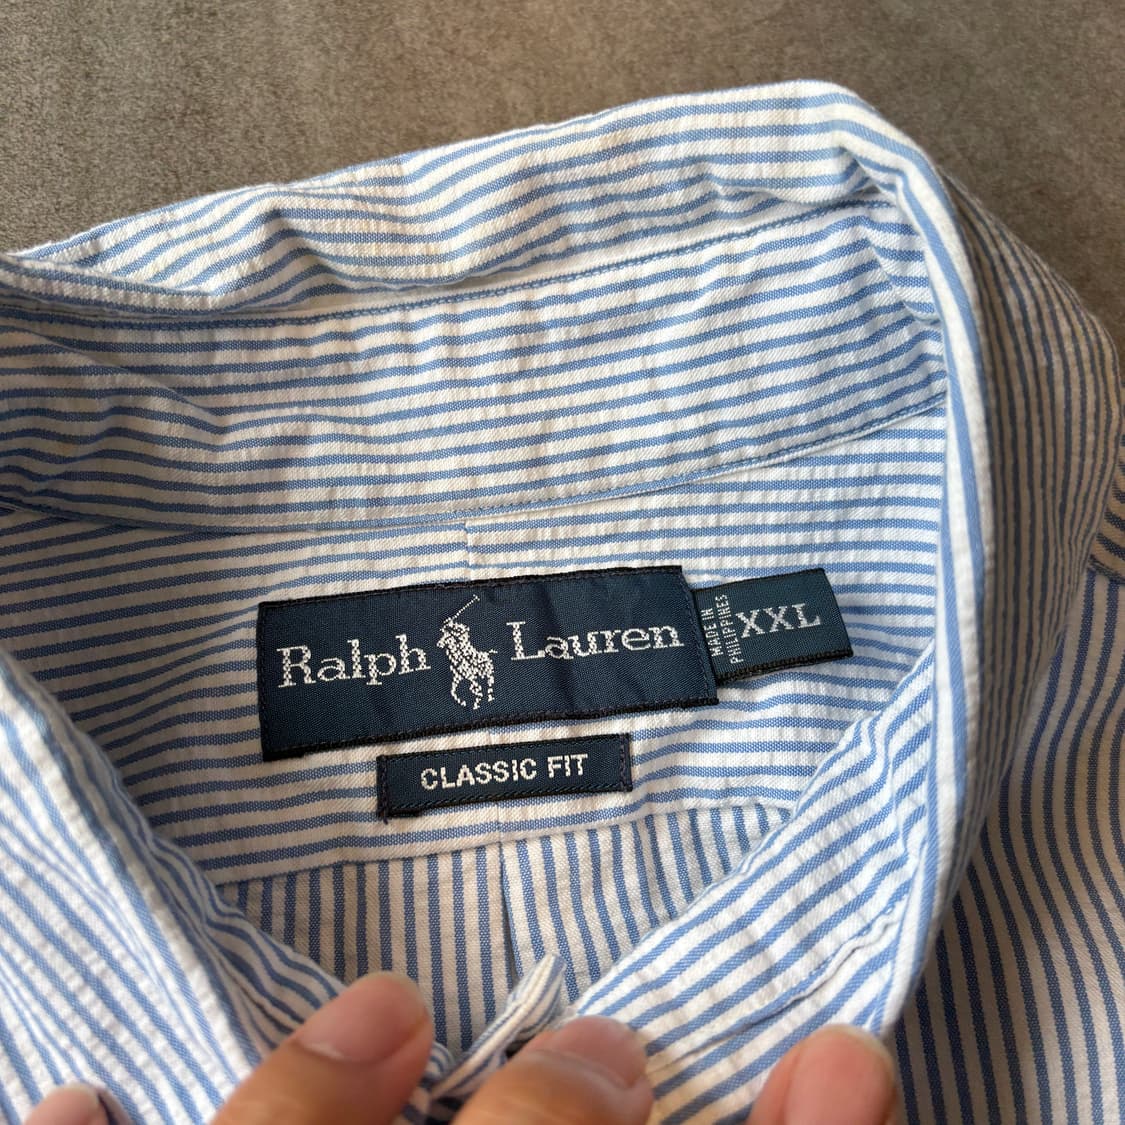 Ralph Lauren
MADE IN
PHILIPPINES
XXL
CLASSIC FIT